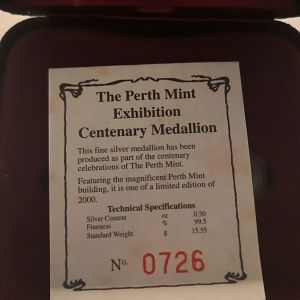 The Perth Mint
Exhibition
Centenary Medallion
This fine silver medallion has been
produced as part of the centenary
celebrations of The Perth Mint.
Featuring the magnificent Perth Mint
building, it is one of a limited edition of
2000.
Technical Specifications
Silver Content oz 0.50
Fineness % 99.5
Standard Weight g 15.55
No. 0726